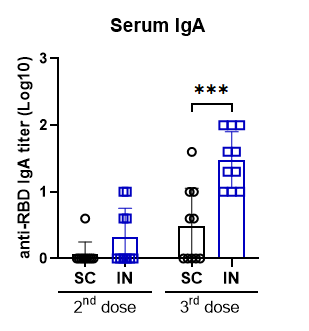 Serum IgA
anti-RBD IgA titer (Log10)
3
2
1
0
***
SC IN SC IN
2nd dose 3rd dose